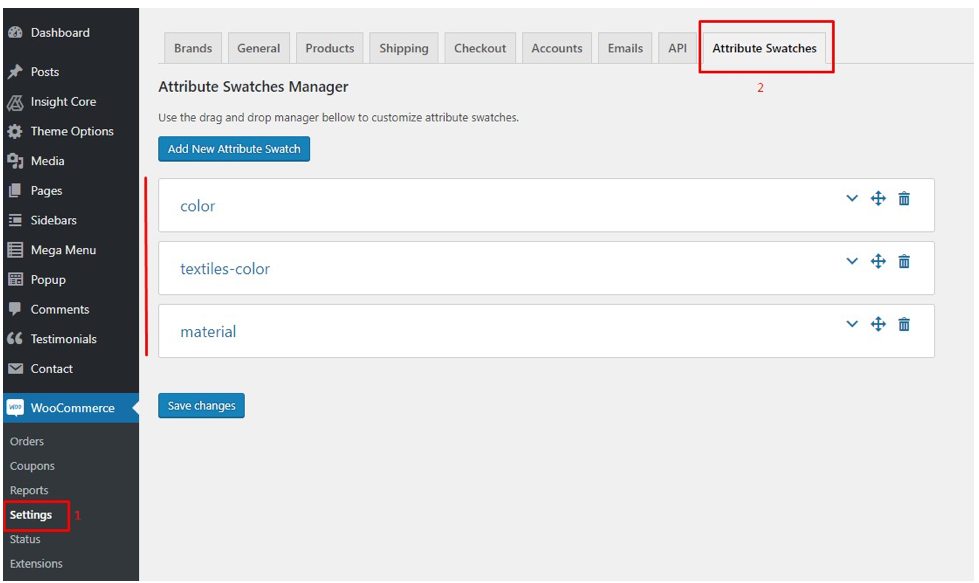 Dashboard
Posts
Insight Core
Theme Options
Media
Pages
Sidebars
Mega Menu
Popup
Comments
Testimonials
Contact
Woo WooCommerce
Orders
Coupons
Reports
Settings 1
Status
Extensions
Brands General Products Shipping Checkout Accounts Emails API Attribute Swatches
2
Attribute Swatches Manager
Use the drag and drop manager bellow to customize attribute swatches.
Add New Attribute Swatch
color
textiles-color
material
Save changes